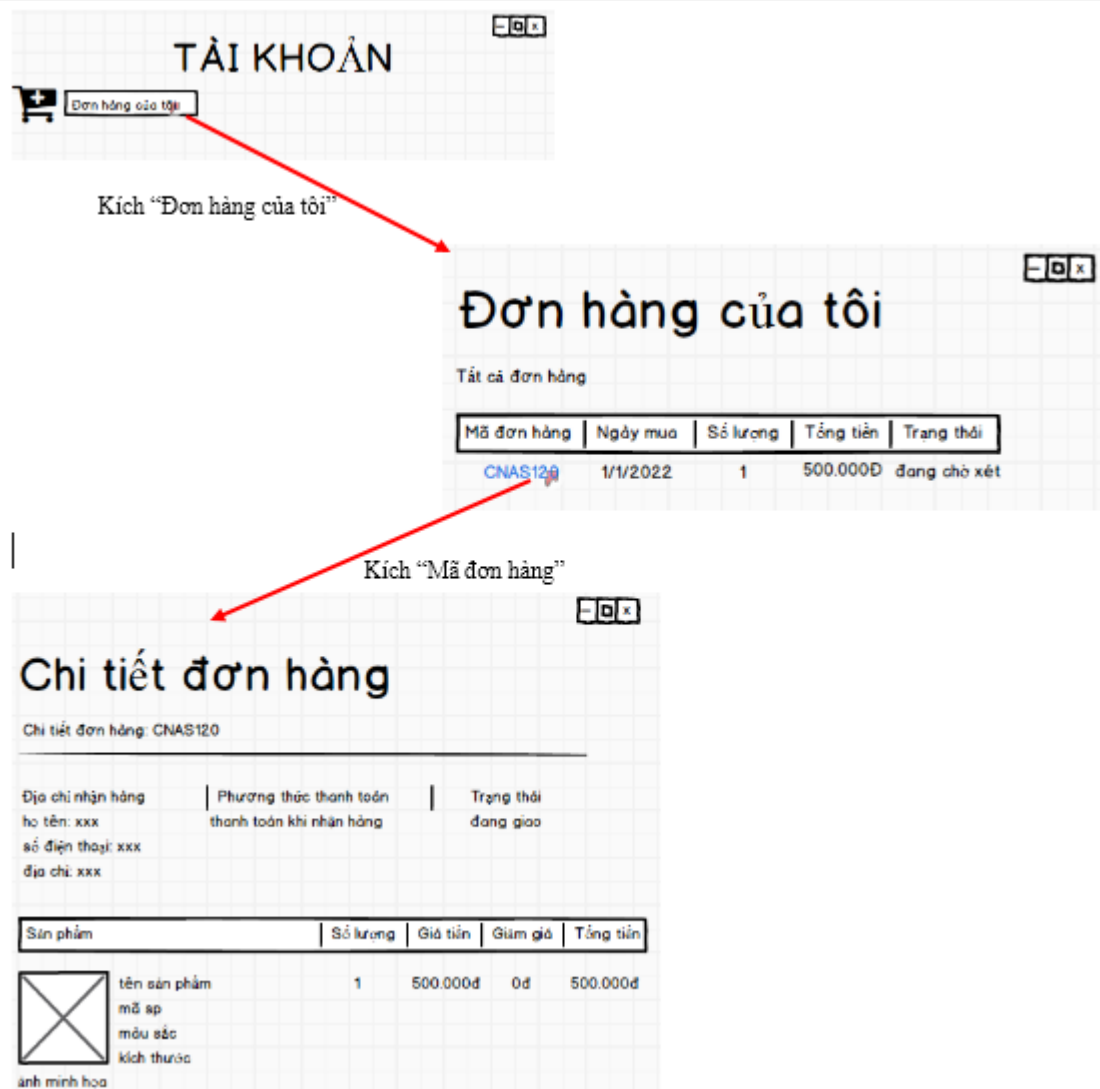 TÀI KHOẢN
Đơn hàng của tôi
Kích “Đơn hàng của tôi”
Đơn hàng của tôi
Tất cả đơn hàng
Mã đơn hàng Ngày mua Số lượng Tổng tiền Trạng thái
CNAS120 1/1/2022 1 500.000Đ đang chờ xét
Kích “Mã đơn hàng”
Chi tiết đơn hàng
Chi tiết đơn hàng: CNAS120
Địa chỉ nhận hàng Phương thức thanh toán Trạng thái
họ tên: xxx thanh toán khi nhận hàng đang giao
số điện thoại: xxx
địa chỉ: xxx
Sản phẩm Số lượng Giá tiền Giảm giá Tổng tiền
tên sản phẩm 1 500.000đ 0đ 500.000đ
mã sp
màu sắc
kích thước
ảnh minh họa